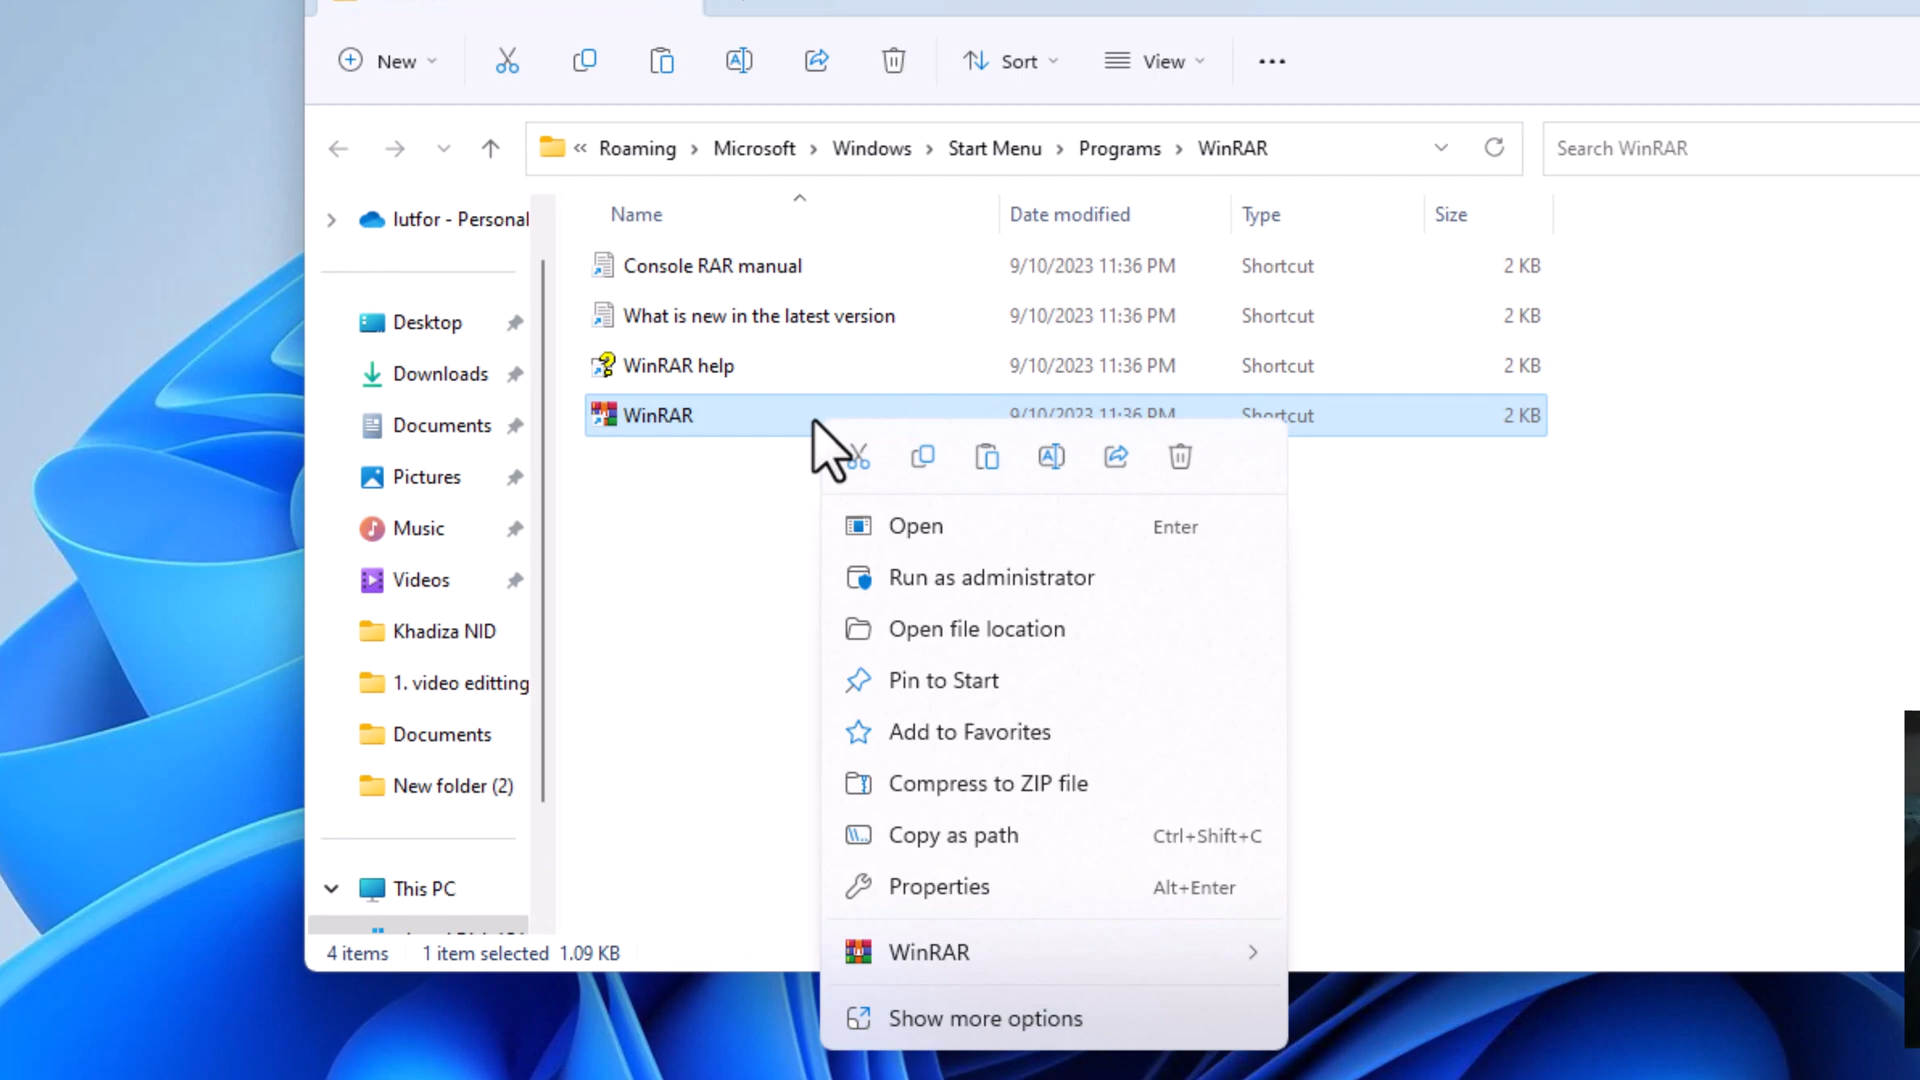 New
Sort
View
Roaming
Microsoft
Windows
Start Menu
Programs
WinRAR
Search WinRAR
lutfor - Personal
Desktop
Downloads
Documents
Pictures
Music
Videos
Khadiza NID
1. video editting
Documents
New folder (2)
This PC
Name Date modified Type Size
Console RAR manual 9/10/2023 11:36 PM Shortcut 2 KB
What is new in the latest version 9/10/2023 11:36 PM Shortcut 2 KB
WinRAR help 9/10/2023 11:36 PM Shortcut 2 KB
WinRAR 9/10/2023 11:36 PM Shortcut 2 KB
Open Enter
Run as administrator
Open file location
Pin to Start
Add to Favorites
Compress to ZIP file
Copy as path Ctrl+Shift+C
Properties Alt+Enter
WinRAR
Show more options
4 items 1 item selected 1.09 KB